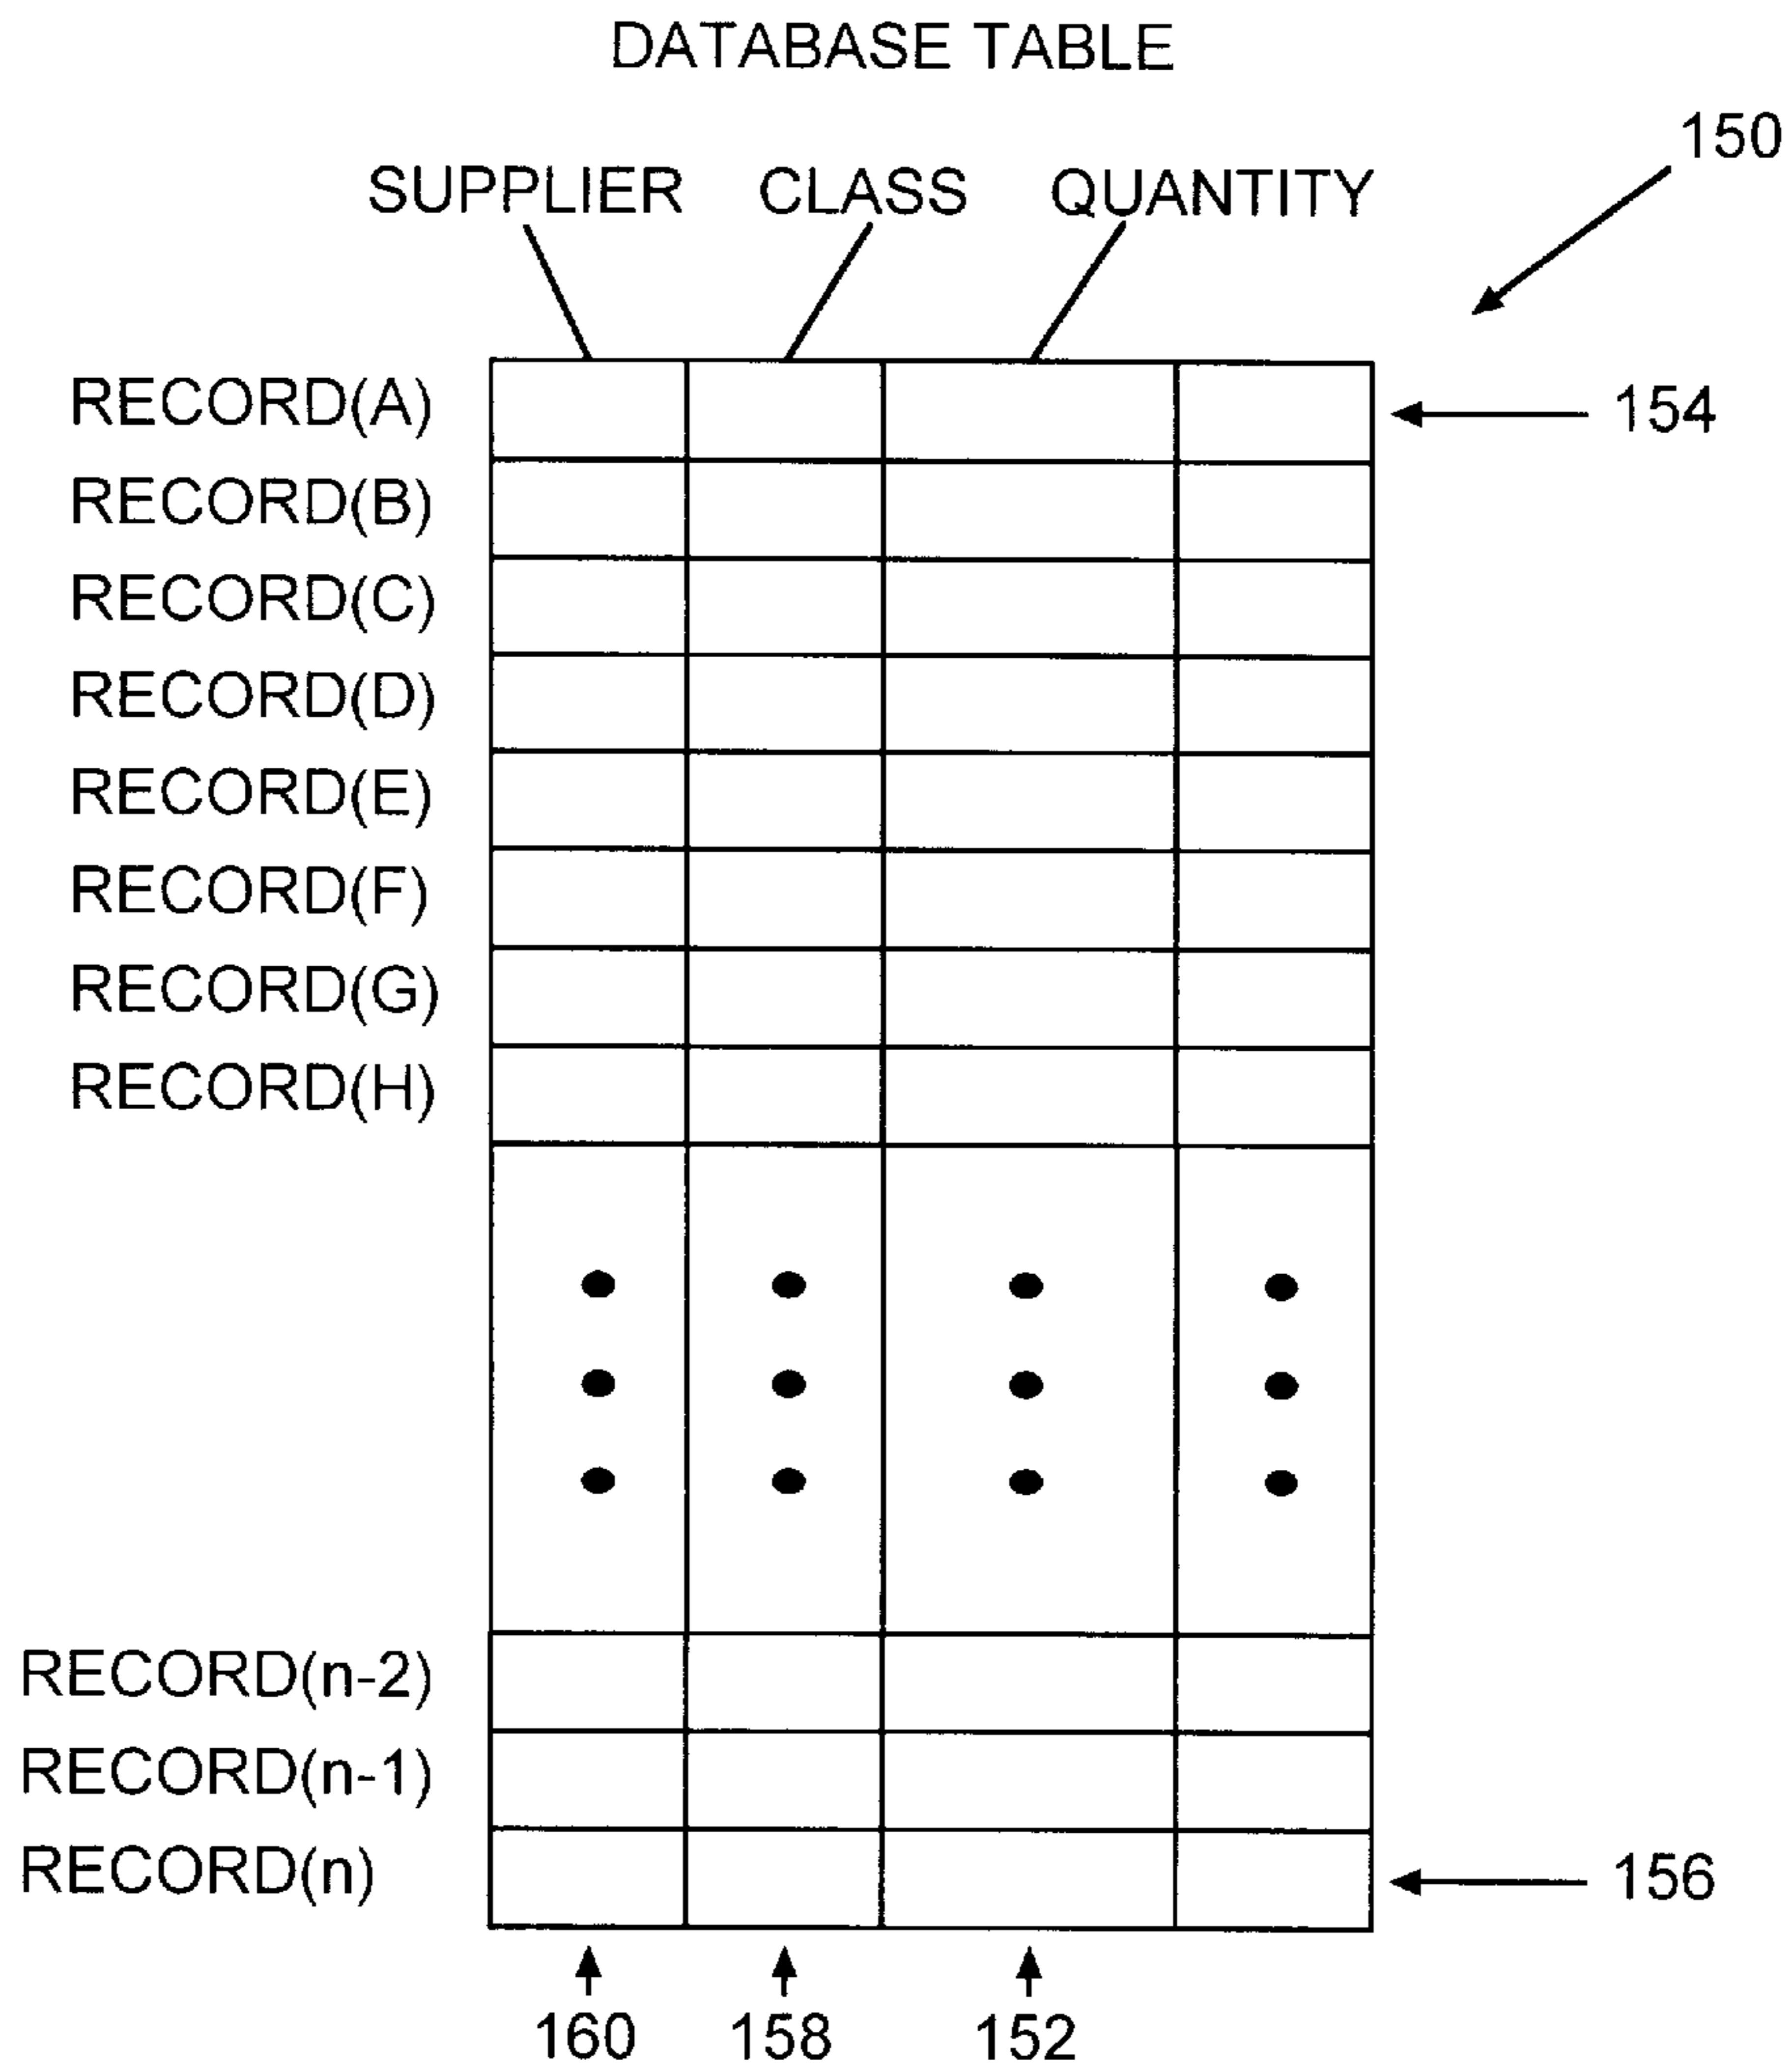 DATABASE TABLE
150
SUPPLIER CLASS QUANTITY
RECORD(A) 154
RECORD(B)
RECORD(C)
RECORD(D)
RECORD(E)
RECORD(F)
RECORD(G)
RECORD(H)
RECORD(n-2)
RECORD(n-1)
RECORD(n) 156
160 158 152